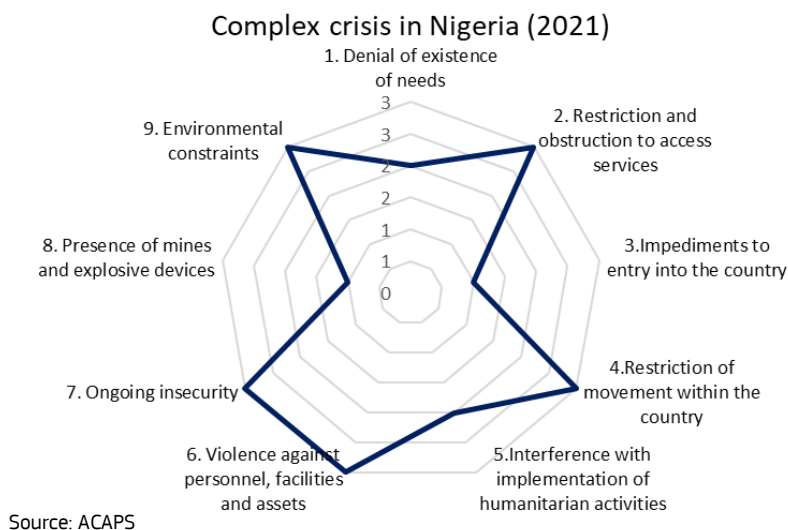 Complex crisis in Nigeria (2021)
1. Denial of existence
of needs
2. Restriction and
obstruction to access
services
3.Impediments to
entry into the country
4.Restriction of
movement within the
country
5.Interference with
implementation of
humanitarian activities
6. Violence against
personnel, facilities
and assets
7. Ongoing insecurity
8. Presence of mines
and explosive devices
9. Environmental
constraints
3
3
2
2
1
1
0
Source: ACAPS